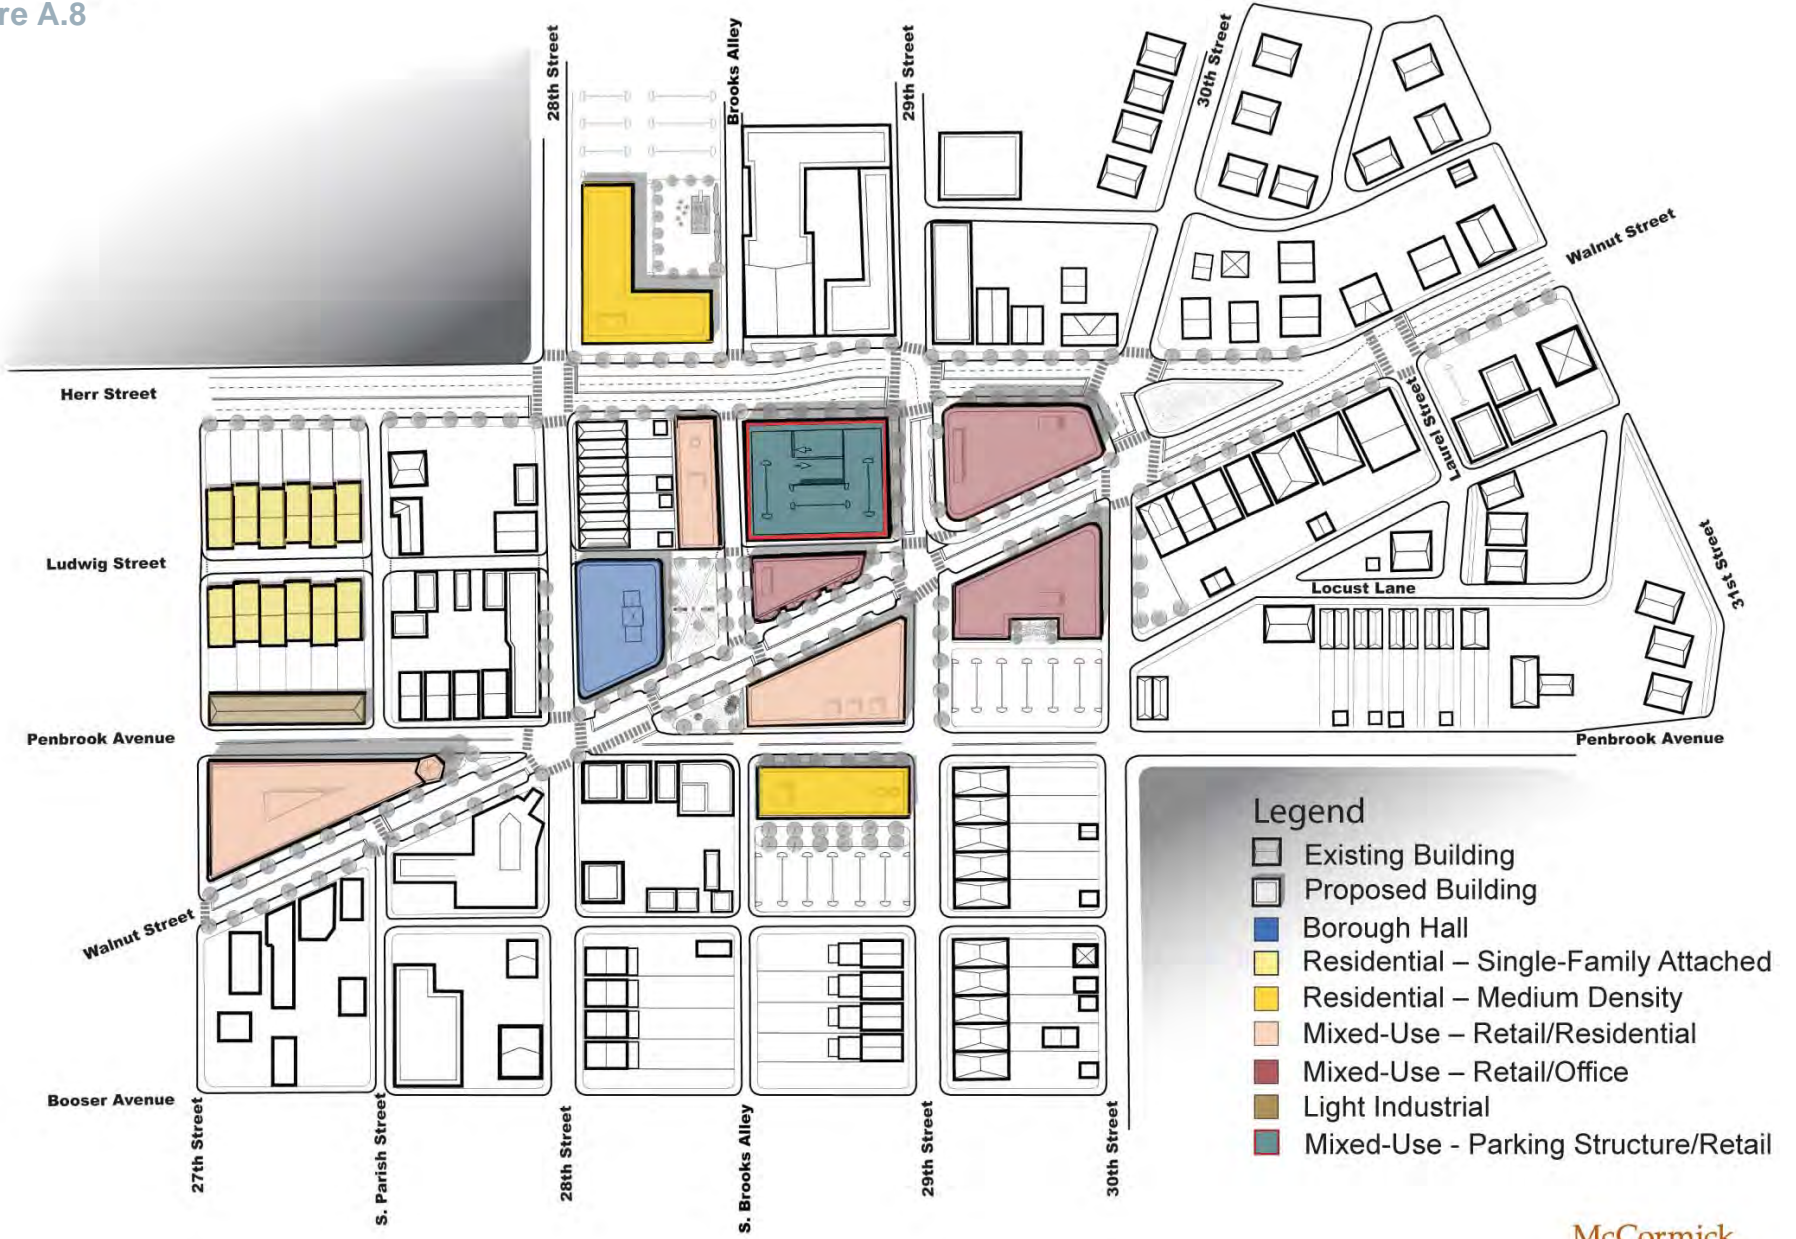 re A.8
28th Street
Brooks Alley
29th Street
30th Street
Walnut Street
Herr Street
Laurel Street
Ludwig Street
Locust Lane
31st Street
Penbrook Avenue
Penbrook Avenue
Walnut Street
Booser Avenue
27th Street
S. Parish Street
28th Street
S. Brooks Alley
29th Street
30th Street
Legend
Existing Building
Proposed Building
Borough Hall
Residential – Single-Family Attached
Residential – Medium Density
Mixed-Use – Retail/Residential
Mixed-Use – Retail/Office
Light Industrial
Mixed-Use - Parking Structure/Retail
McCormick